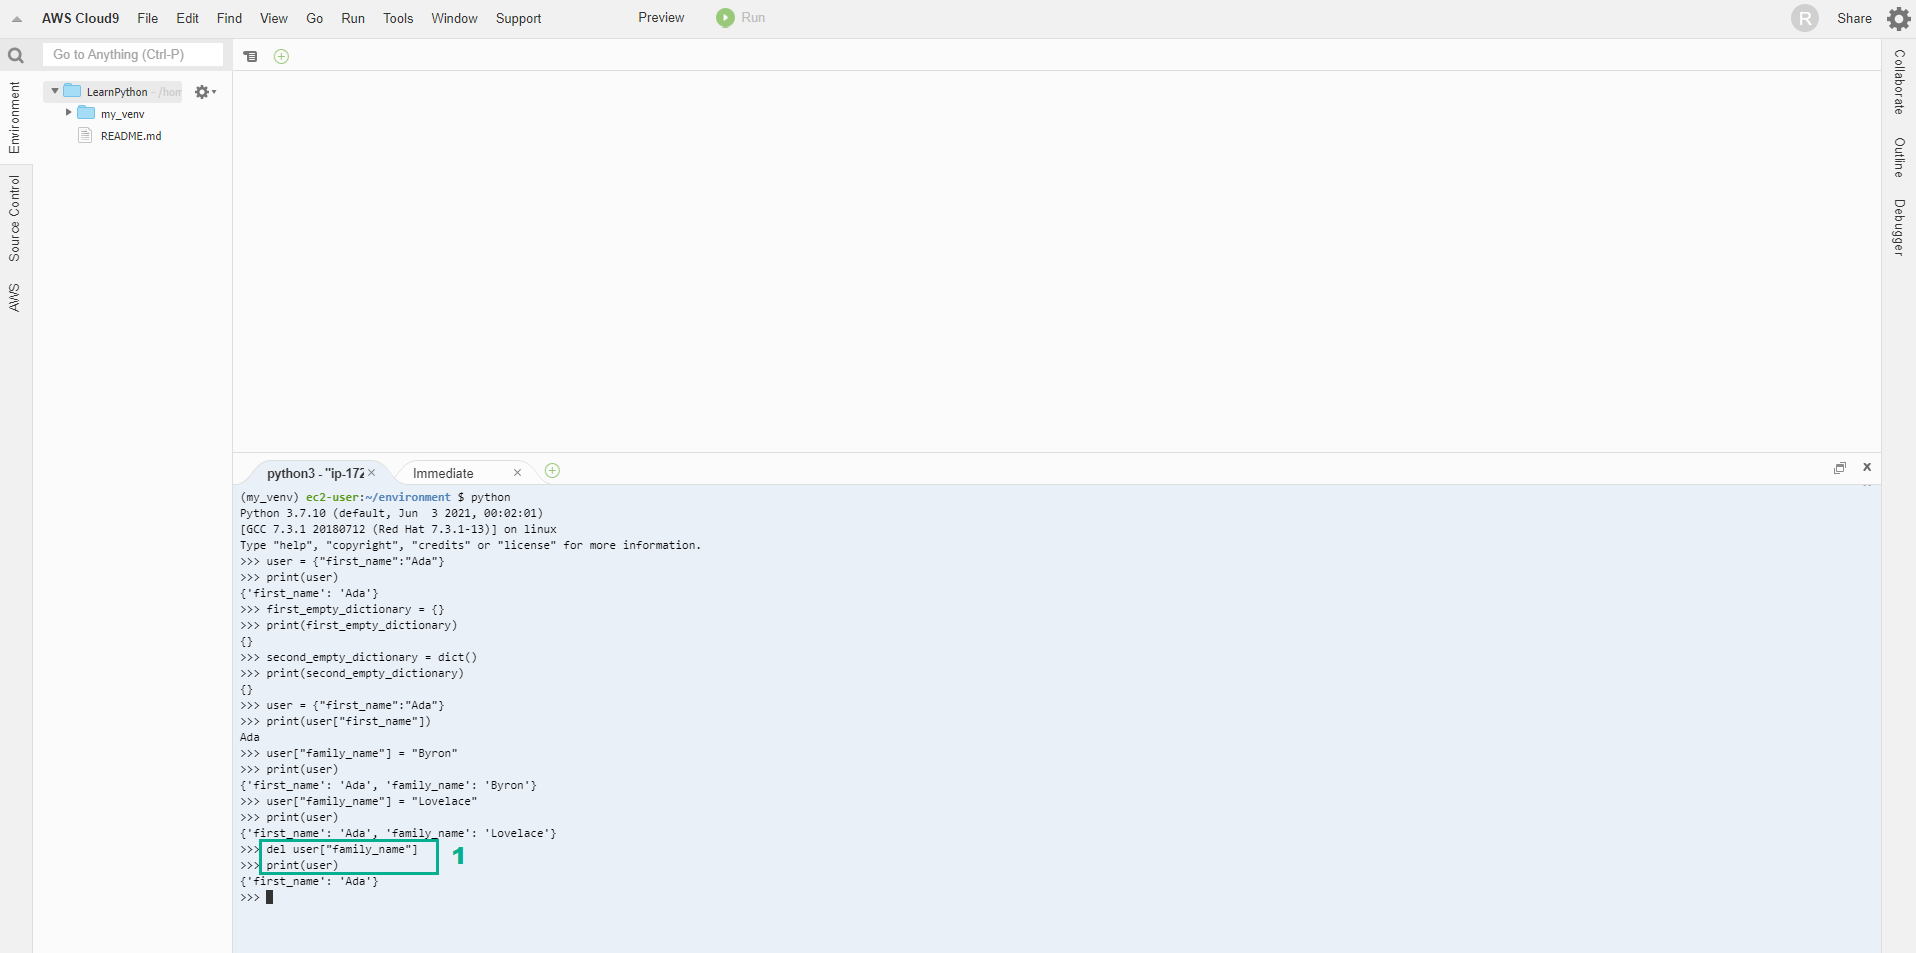 AWS Cloud9 File Edit Find View Go Run Tools Window Support Preview Run R Share
Go to Anything (Ctrl-P)
LearnPython - /hom
my_venv
README.md
Environment
Source Control
AWS
Collaborate
Outline
Debugger
python3 - "ip-172 Immediate
(my_venv) ec2-user:~/environment $ python
Python 3.7.10 (default, Jun  3 2021, 00:02:01)
[GCC 7.3.1 20180712 (Red Hat 7.3.1-13)] on linux
Type "help", "copyright", "credits" or "license" for more information.
>>> user = {"first_name":"Ada"}
>>> print(user)
{'first_name': 'Ada'}
>>> first_empty_dictionary = {}
>>> print(first_empty_dictionary)
{}
>>> second_empty_dictionary = dict()
>>> print(second_empty_dictionary)
{}
>>> user = {"first_name":"Ada"}
>>> print(user["first_name"])
Ada
>>> user["family_name"] = "Byron"
>>> print(user)
{'first_name': 'Ada', 'family_name': 'Byron'}
>>> user["family_name"] = "Lovelace"
>>> print(user)
{'first_name': 'Ada', 'family_name': 'Lovelace'}
>>> del user["family_name"]
1
>>> print(user)
{'first_name': 'Ada'}
>>>